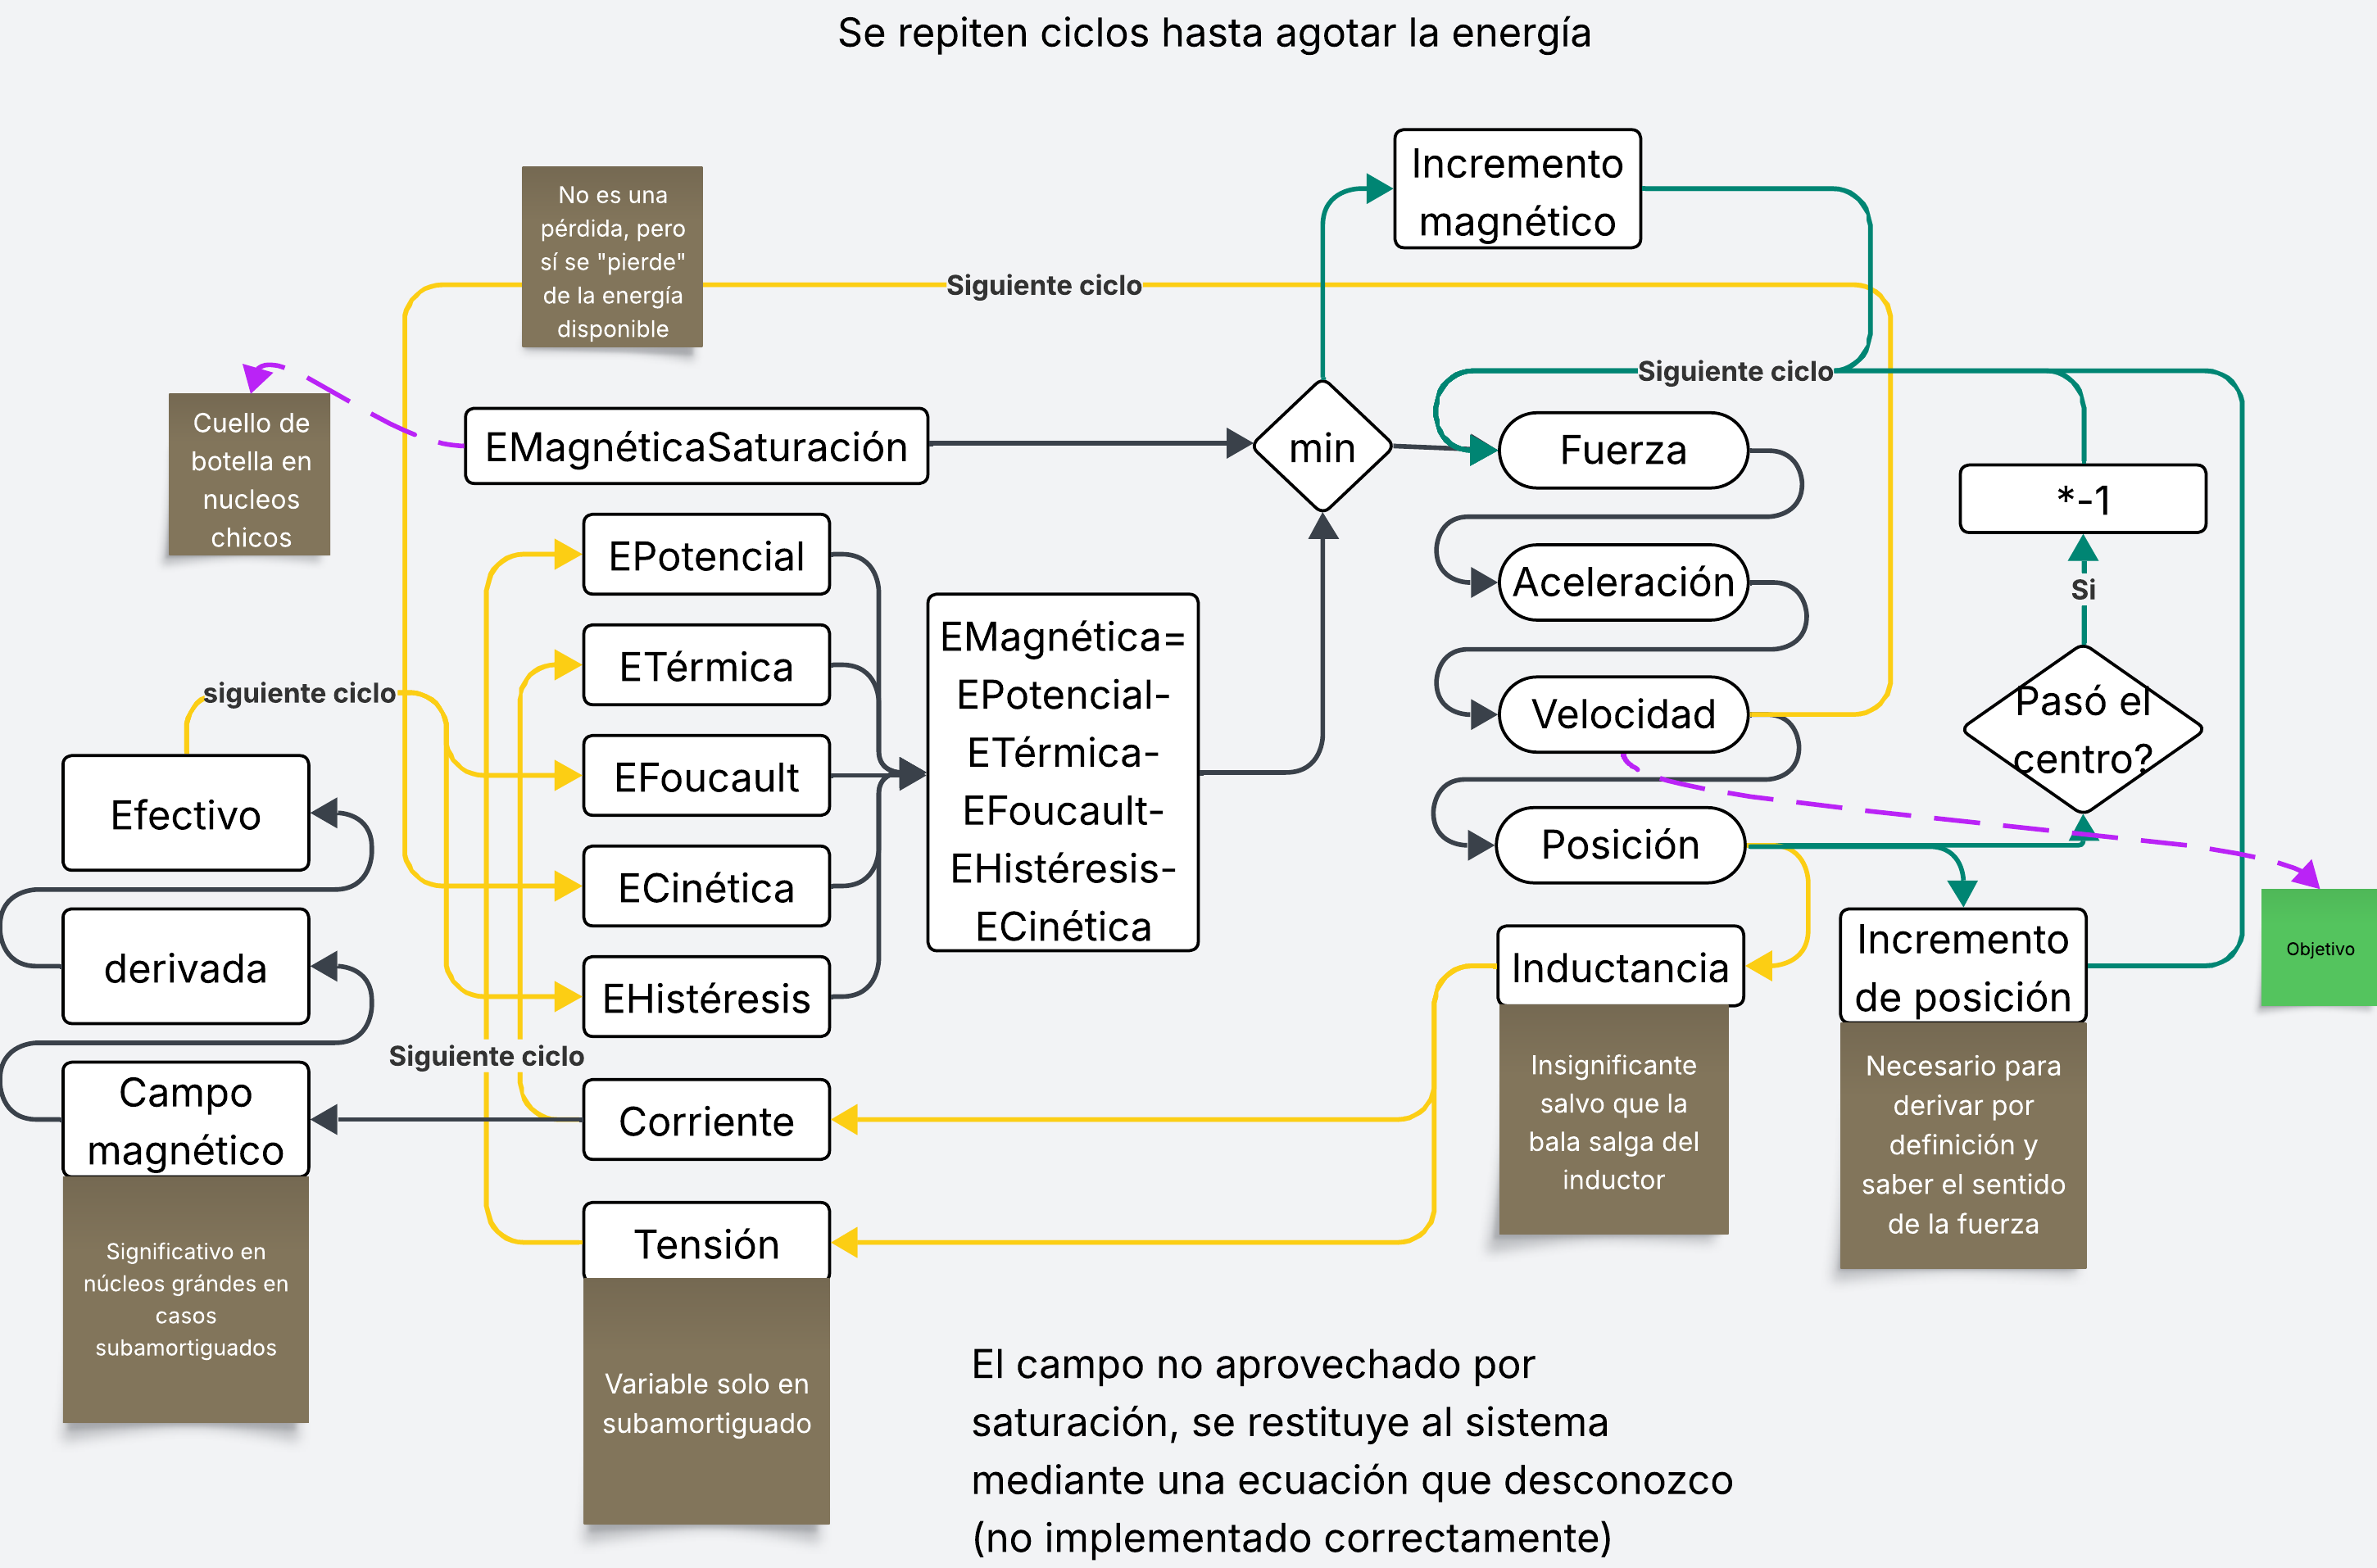 Se repiten ciclos hasta agotar la energía
Incremento
magnético
No es una
pérdida, pero
sí se "pierde"
de la energía
disponible
Siguiente ciclo
Siguiente ciclo
Cuello de
botella en
nucleos
chicos
EMagnéticaSaturación
min
Fuerza
*-1
EPotencial
Aceleración
Si
ETérmica
EMagnética=
EPotencial-
ETérmica-
EFoucault-
EHistéresis-
ECinética
siguiente ciclo
Velocidad
Pasó el
centro?
EFoucault
Efectivo
Posición
ECinética
Objetivo
derivada
Inductancia
Incremento
de posición
EHistéresis
Siguiente ciclo
Insignificante
salvo que la
bala salga del
inductor
Necesario para
derivar por
definición y
saber el sentido
de la fuerza
Campo
magnético
Corriente
Tensión
Significativo en
núcleos grándes en
casos
subamortiguados
Variable solo en
subamortiguado
El campo no aprovechado por
saturación, se restituye al sistema
mediante una ecuación que desconozco
(no implementado correctamente)